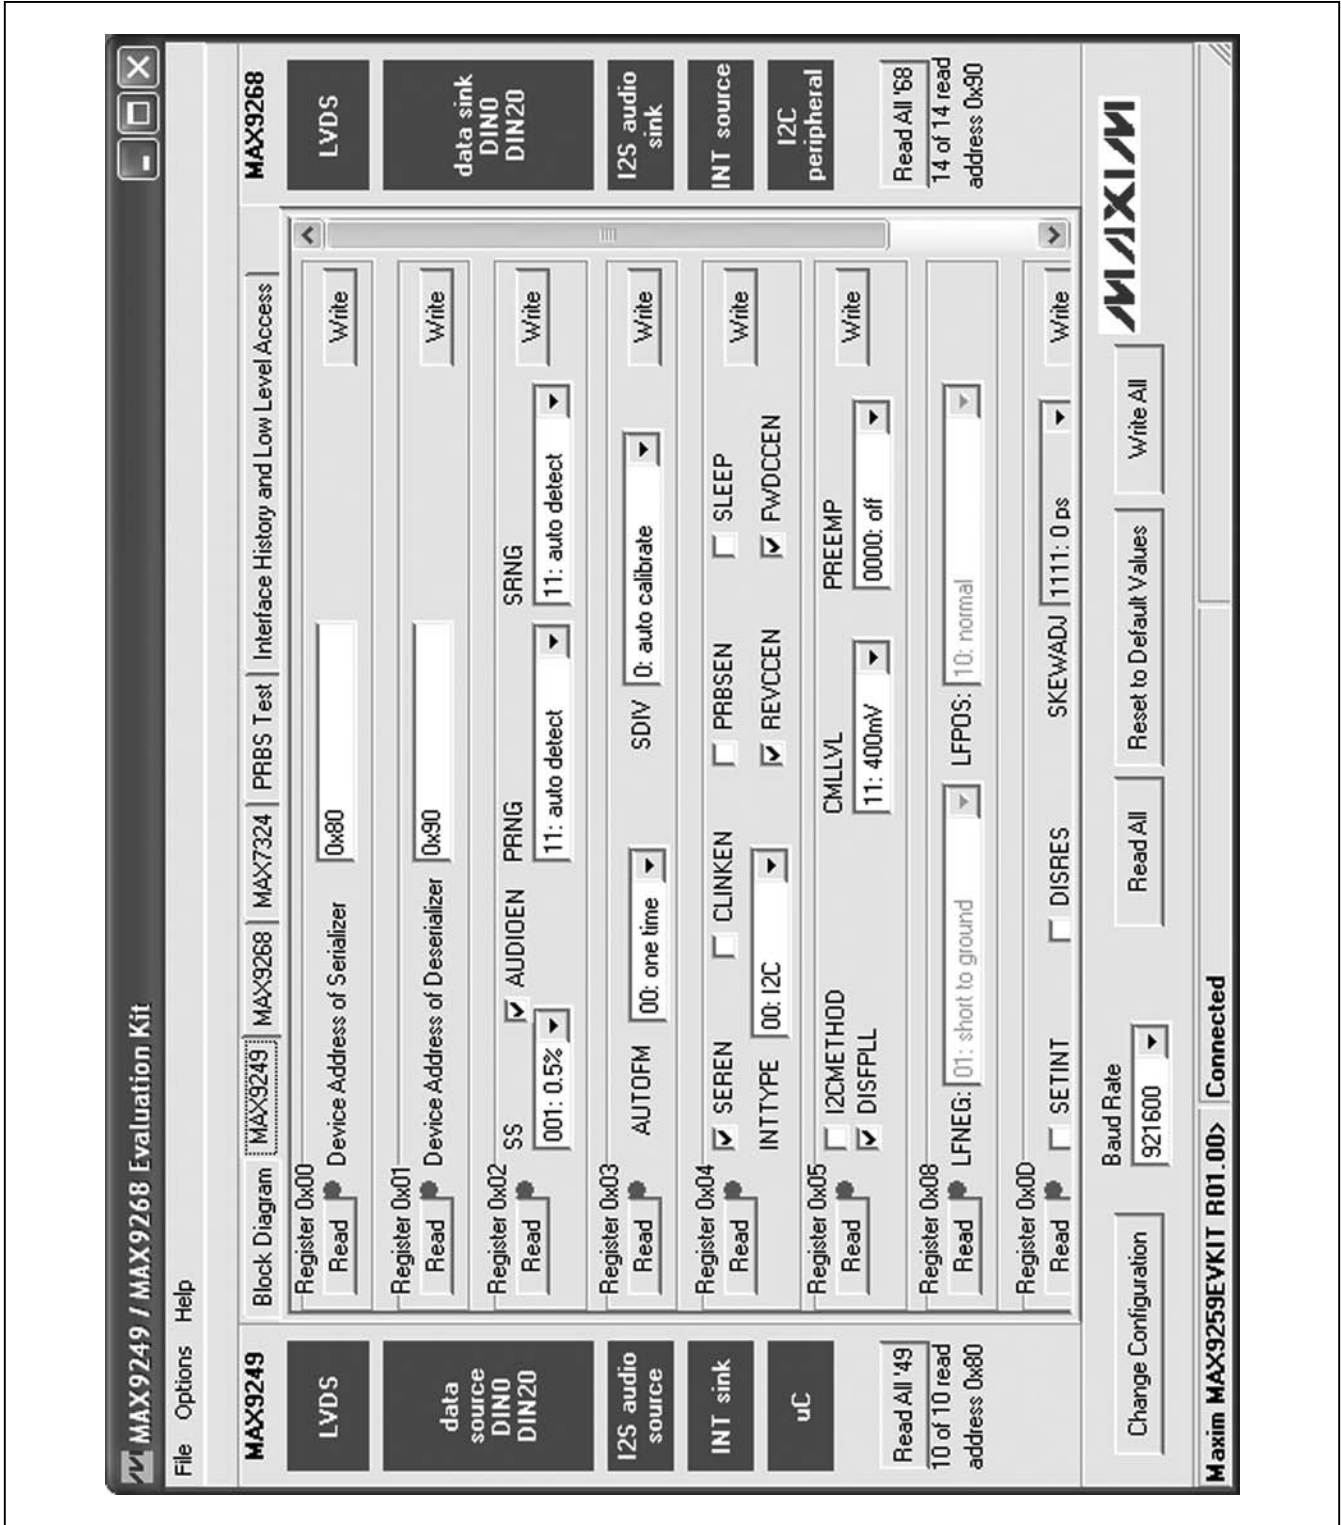 MAX9249 / MAX9268 Evaluation Kit
File Options Help
MAX9249
LVDS
data
source
DIN0
DIN20
I2S audio
source
INT sink
uC
Read All '49
10 of 10 read
address 0x80
Block Diagram MAX9249 MAX9268 MAX7324 PRBS Test Interface History and Low Level Access
Register 0x00
Read Device Address of Serializer 0x80 Write
Register 0x01
Read Device Address of Deserializer 0x90 Write
Register 0x02
SS AUDIOEN PRNG SRNG
Read 001: 0.5% 11: auto detect 11: auto detect Write
Register 0x03
Read AUTOFM 00: one time SDIV 0: auto calibrate Write
Register 0x04
Read SEREN CLINKEN PRBSEN SLEEP Write
INTTYPE 00: I2C REVCCEN FWDCCEN
Register 0x05
Read I2CMETHOD CMLLVL PREEMP Write
DISFPLL 11: 400mV 0000: off
Register 0x08
Read LFNEG: 01: short to ground LFPOS: 10: normal
Register 0x0D
Read SETINT DISRES SKEWADJ 1111: 0 ps Write
MAX9268
LVDS
data sink
DIN0
DIN20
I2S audio
sink
INT source
I2C
peripheral
Read All '68
14 of 14 read
address 0x90
Change Configuration
Baud Rate
921600
Read All
Reset to Default Values
Write All
MAXIM
Maxim MAX9259EVKIT R01.00> Connected